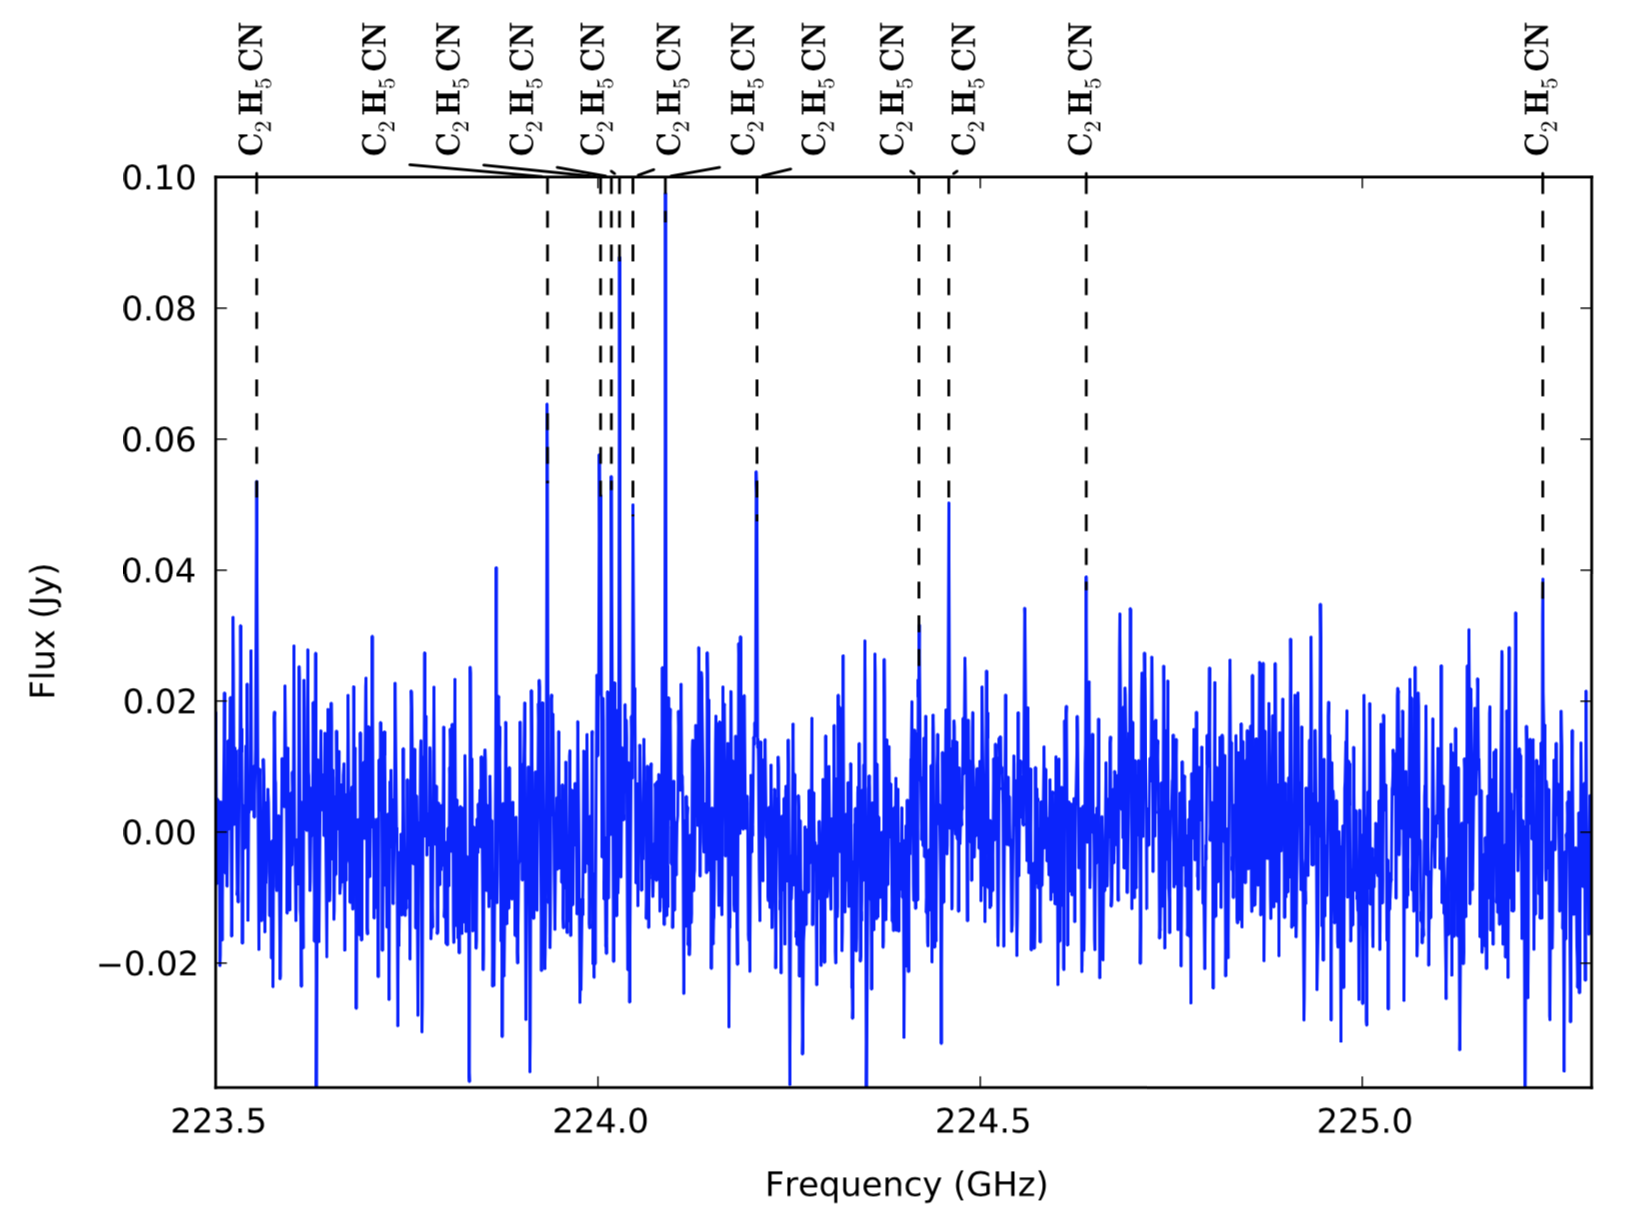 C₂H₅CN
C₂H₅CN
C₂H₅CN
C₂H₅CN
C₂H₅CN
C₂H₅CN
C₂H₅CN
C₂H₅CN
C₂H₅CN
C₂H₅CN
C₂H₅CN
C₂H₅CN
0.10
0.08
0.06
0.04
0.02
0.00
−0.02
Flux (Jy)
223.5
224.0
224.5
225.0
Frequency (GHz)